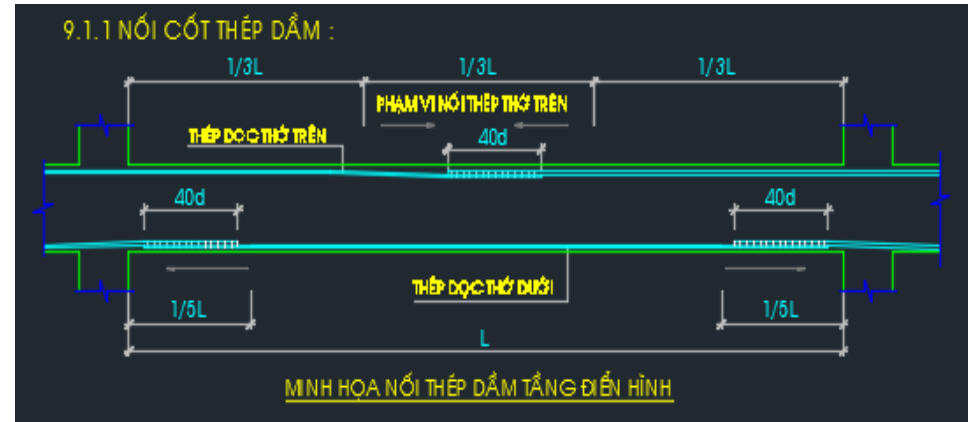 9.1.1 NỐI CỐT THÉP DẦM :
1/3L 1/3L 1/3L
PHẠM VI NỐI THÉP THỚ TRÊN
THÉP DỌC THỚ TRÊN
40d
40d 40d
THÉP DỌC THỚ DƯỚI
1/5L 1/5L
L
MINH HỌA NỐI THÉP DẦM TẦNG ĐIỂN HÌNH